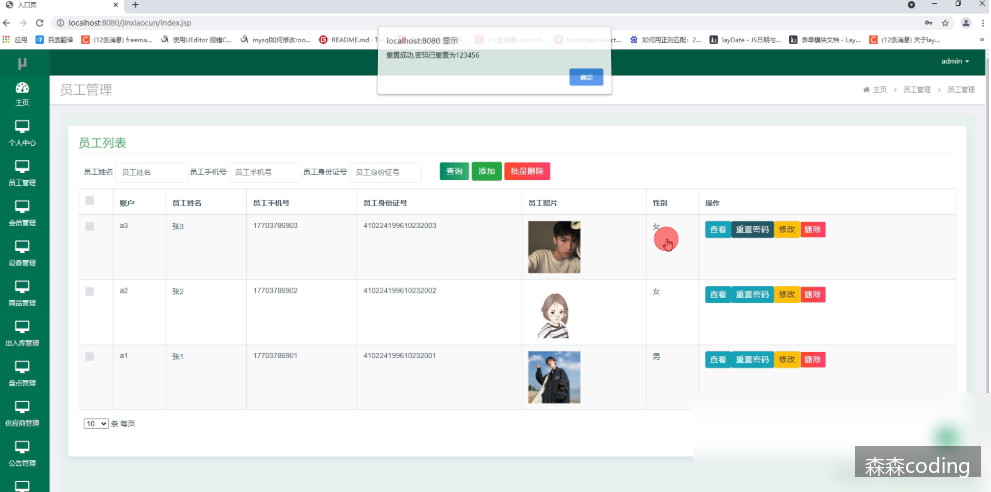 入口页
localhost:8080/jinxiaocun/index.jsp
应用 百度翻译 (12条消息) freema... 使用UEditor 报错C... mysql如何修改roo... README.md - T 如何用正则匹配：2... layDate - JS日期与... 表单模块文档 - Lay... (12条消息) 关于lay...
localhost:8080 显示
重置成功,密码已重置为123456
确定
μ
admin
主页
个人中心
员工管理
会员管理
设备管理
商品管理
出入库管理
盘点管理
供应商管理
公告管理
员工管理
主页 > 员工管理 > 员工管理
员工列表
员工姓名 员工姓名 员工手机号 员工手机号 员工身份证号 员工身份证号 查询 添加 批量删除
账户 员工姓名 员工手机号 员工身份证号 员工照片 性别 操作
a3 张3 17703786903 410224199610232003 女 查看 重置密码 修改 删除
a2 张2 17703786902 410224199610232002 女 查看 重置密码 修改 删除
a1 张1 17703786901 410224199610232001 男 查看 重置密码 修改 删除
10 条 每页
森森coding